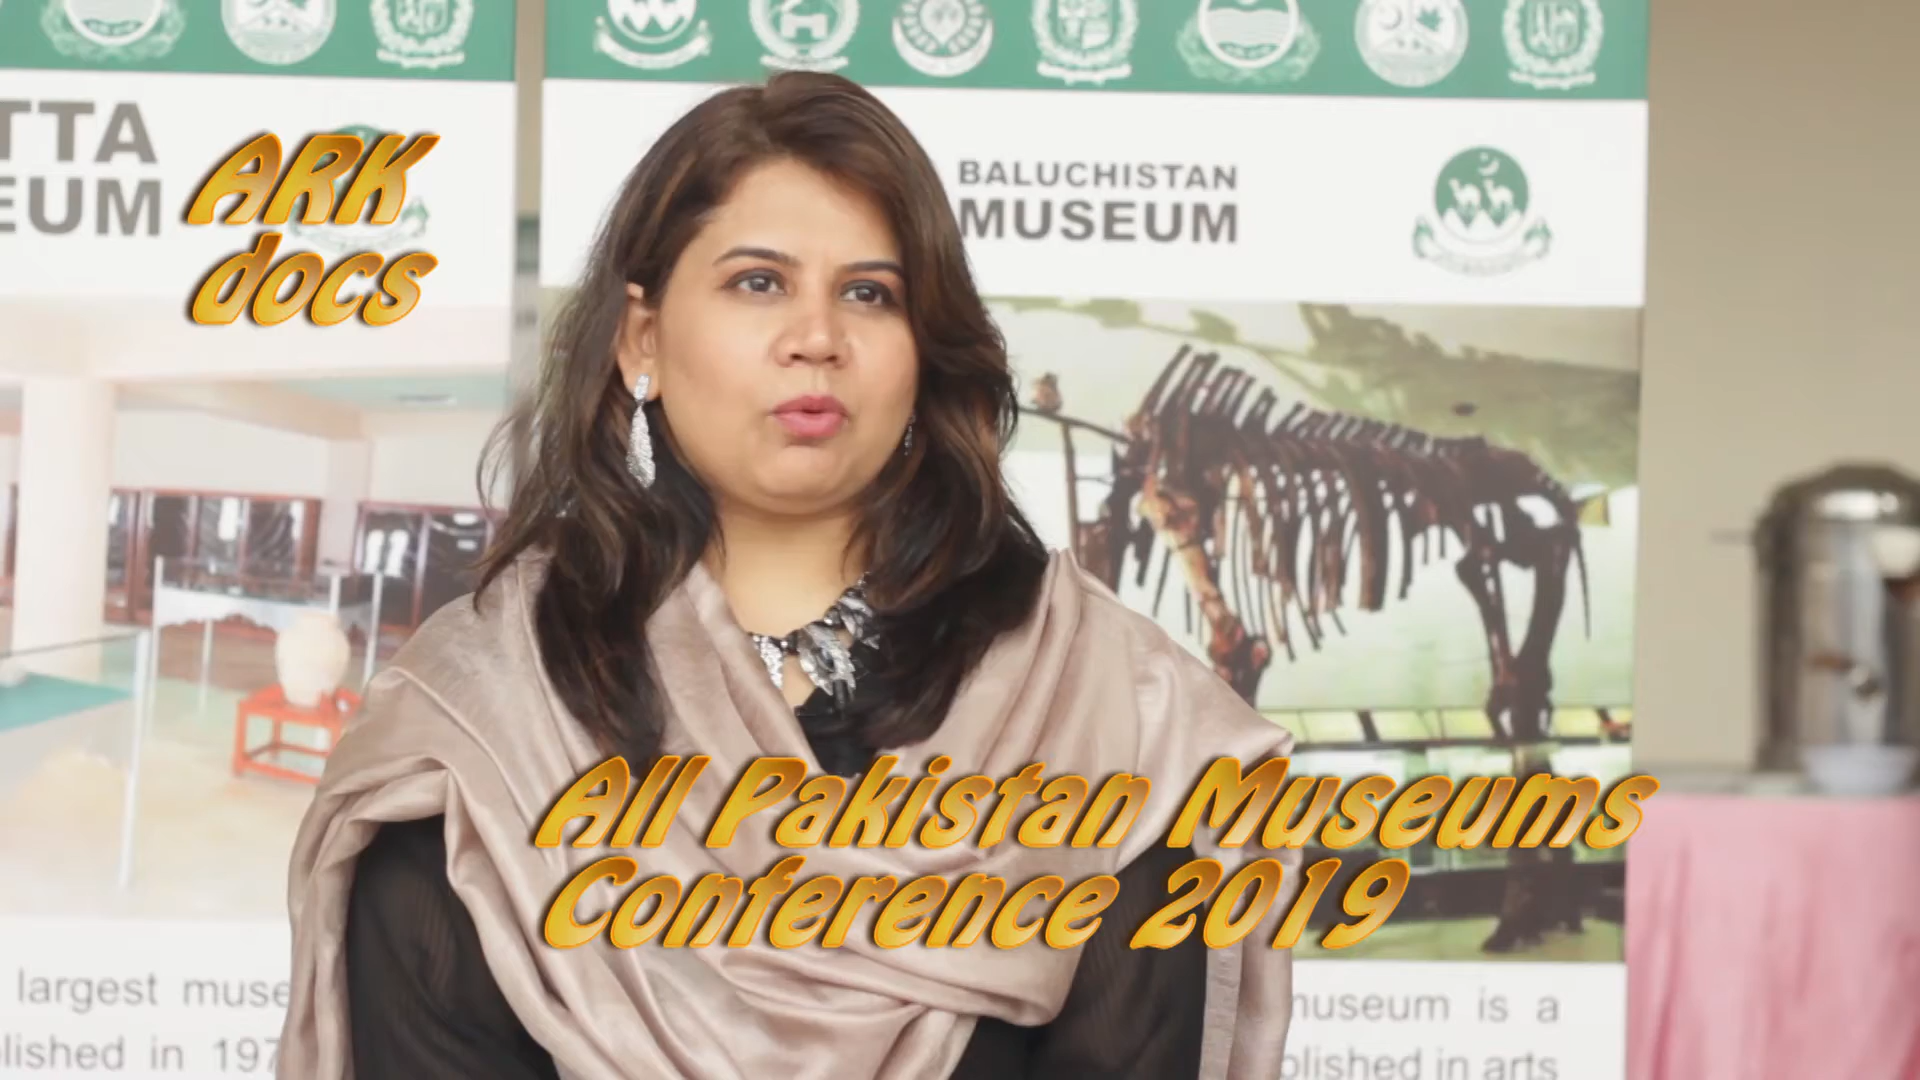 TTA
EUM
ARK
docs
BALUCHISTAN
MUSEUM
All Pakistan Museums
Conference 2019
largest muse
lished in 197
museum is a
blished in arts